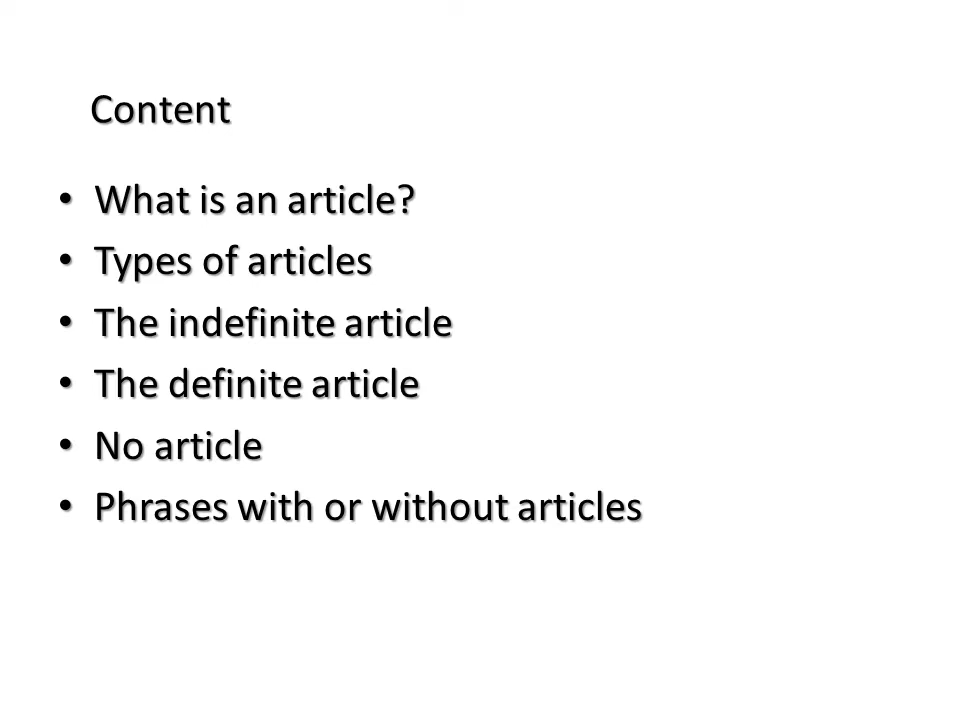 Content
• What is an article?
• Types of articles
• The indefinite article
• The definite article
• No article
• Phrases with or without articles